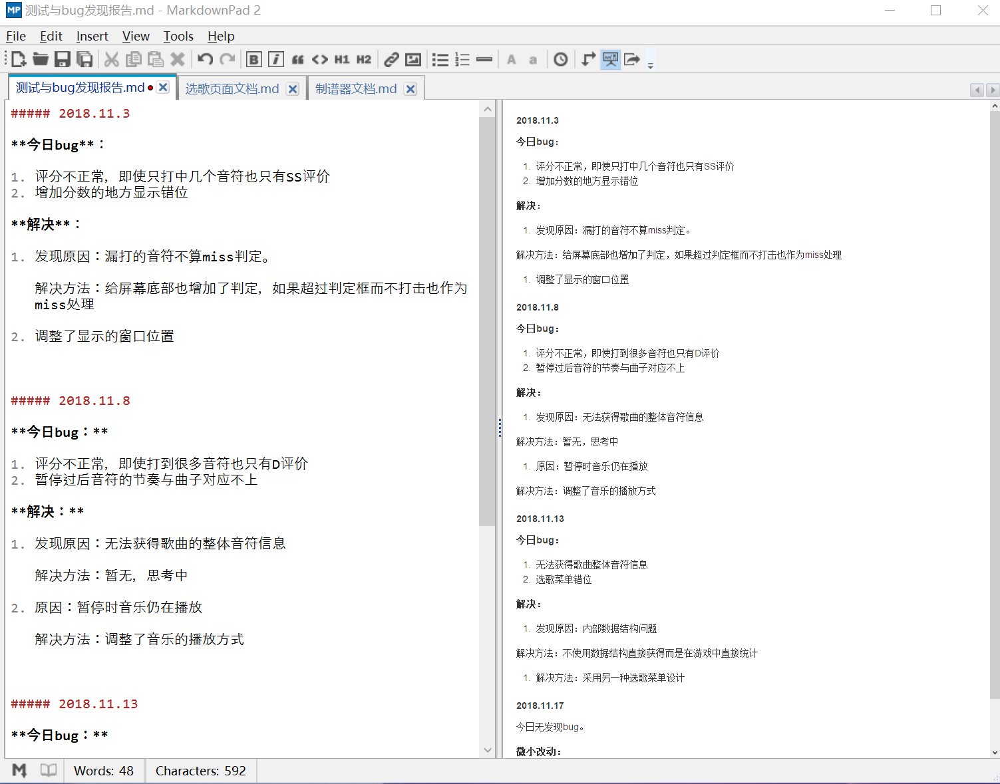 测试与bug发现报告.md - MarkdownPad 2
File Edit Insert View Tools Help
B i H1 H2 A a
测试与bug发现报告.md 选歌页面文档.md 制谱器文档.md
##### 2018.11.3
**今日bug**：
1. 评分不正常，即使只打中几个音符也只有SS评价
2. 增加分数的地方显示错位
**解决**：
1. 发现原因：漏打的音符不算miss判定。
解决方法：给屏幕底部也增加了判定，如果超过判定框而不打击也作为
miss处理
2. 调整了显示的窗口位置
##### 2018.11.8
**今日bug：**
1. 评分不正常，即使打到很多音符也只有D评价
2. 暂停过后音符的节奏与曲子对应不上
**解决：**
1. 发现原因：无法获得歌曲的整体音符信息
解决方法：暂无，思考中
2. 原因：暂停时音乐仍在播放
解决方法：调整了音乐的播放方式
##### 2018.11.13
**今日bug：**
2018.11.3
今日bug：
1. 评分不正常，即使只打中几个音符也只有SS评价
2. 增加分数的地方显示错位
解决：
1. 发现原因：漏打的音符不算miss判定。
解决方法：给屏幕底部也增加了判定，如果超过判定框而不打击也作为miss处理
1. 调整了显示的窗口位置
2018.11.8
今日bug：
1. 评分不正常，即使打到很多音符也只有D评价
2. 暂停过后音符的节奏与曲子对应不上
解决：
1. 发现原因：无法获得歌曲的整体音符信息
解决方法：暂无，思考中
1. 原因：暂停时音乐仍在播放
解决方法：调整了音乐的播放方式
2018.11.13
今日bug：
1. 无法获得歌曲整体音符信息
2. 选歌菜单错位
解决：
1. 发现原因：内部数据结构问题
解决方法：不使用数据结构直接获得而是在游戏中直接统计
1. 解决方法：采用另一种选歌菜单设计
2018.11.17
今日无发现bug。
微小改动：
Words: 48 Characters: 592